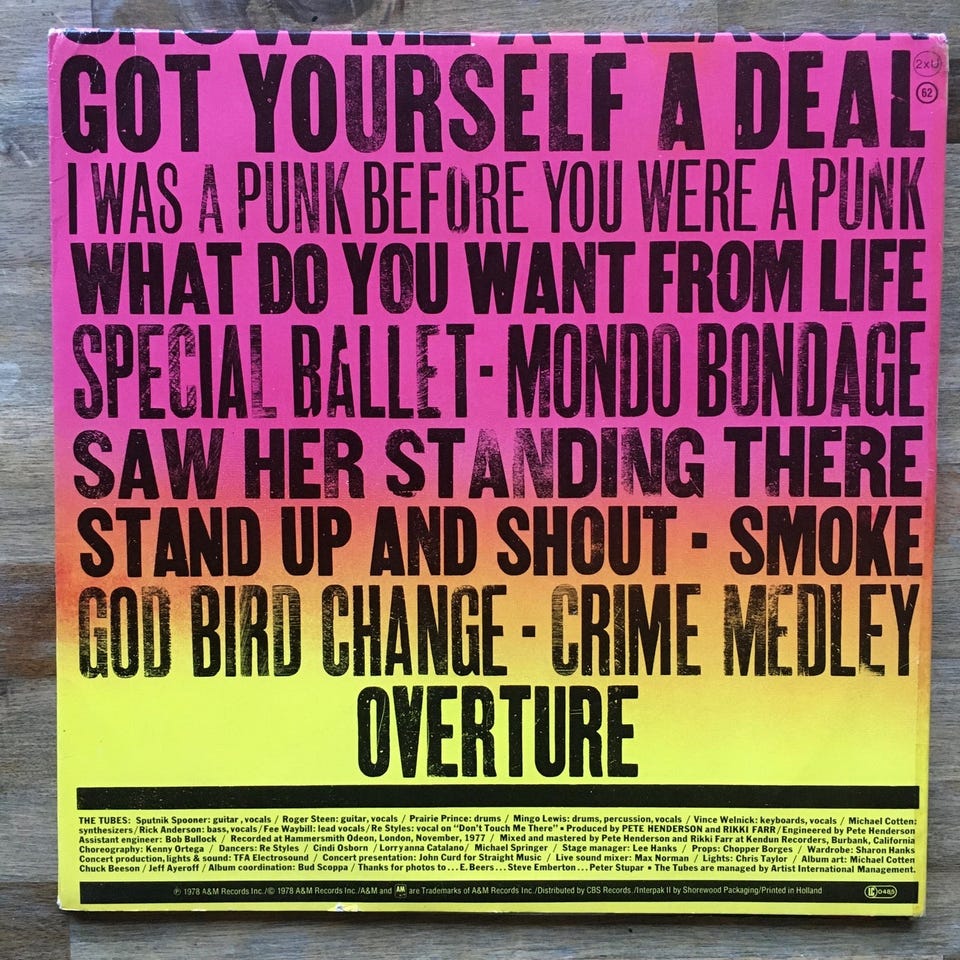 SHOW ME A REASON
GOT YOURSELF A DEAL
2xU
62
I WAS A PUNK BEFORE YOU WERE A PUNK
WHAT DO YOU WANT FROM LIFE
SPECIAL BALLET · MONDO BONDAGE
SAW HER STANDING THERE
STAND UP AND SHOUT · SMOKE
GOD BIRD CHANGE · CRIME MEDLEY
OVERTURE
THE TUBES: Sputnik Spooner: guitar, vocals / Roger Steen: guitar, vocals / Prairie Prince: drums / Mingo Lewis: drums, percussion, vocals / Vince Welnick: keyboards, vocals / Michael Cotten:
synthesizers/Rick Anderson: bass, vocals/Fee Waybill: lead vocals/Re Styles: vocal on "Don't Touch Me There" • Produced by PETE HENDERSON and RIKKI FARR/Engineered by Pete Henderson
Assistant engineer: Bob Bullock / Recorded at Hammersmith Odeon, London, November, 1977 / Mixed and mastered by Pete Henderson and Rikki Farr at Kendun Recorders, Burbank, California
Choreography: Kenny Ortega / Dancers: Re Styles / Cindi Osborn / Lorryanna Catalano / Michael Springer / Stage manager: Lee Hanks / Props: Chopper Borges / Wardrobe: Sharon Hanks
Concert production, lights & sound: TFA Electrosound / Concert presentation: John Curd for Straight Music / Live sound mixer: Max Norman / Lights: Chris Taylor / Album art: Michael Cotten
Chuck Beeson / Jeff Ayeroff / Album coordination: Bud Scoppa / Thanks for photos to... E. Beers... Steve Emberton... Peter Stupar • The Tubes are managed by Artist International Management.
℗ 1978 A&M Records Inc./© 1978 A&M Records Inc./A&M and AM are Trademarks of A&M Records Inc./Distributed by CBS Records./Interpak II by Shorewood Packaging/Printed in Holland
LC 0485